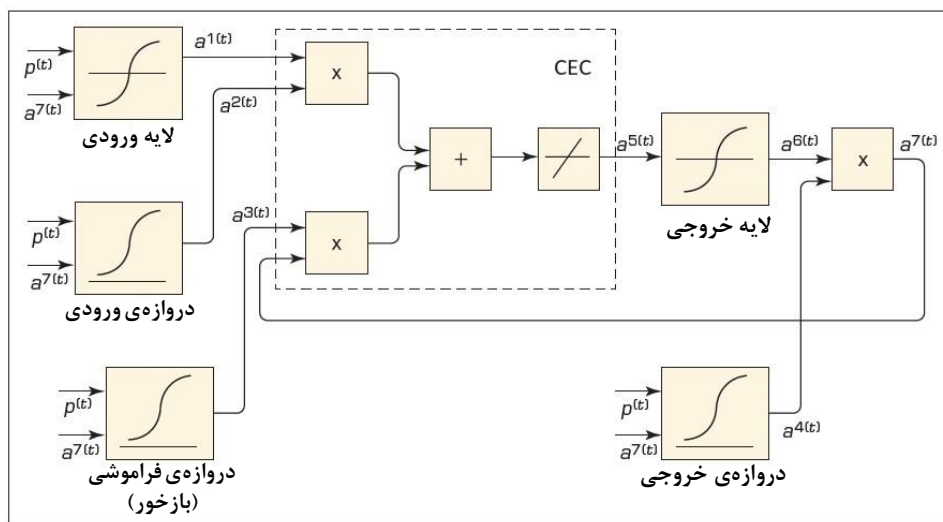 p(t)
a7(t)
لایه ورودی
a1(t)
a2(t)
x
CEC
+
a5(t)
لایه خروجی
a6(t)
x
a7(t)
p(t)
a7(t)
دروازه‌ی ورودی
a3(t)
x
p(t)
a7(t)
دروازه‌ی فراموشی
(بازخور)
p(t)
a7(t)
دروازه‌ی خروجی
a4(t)